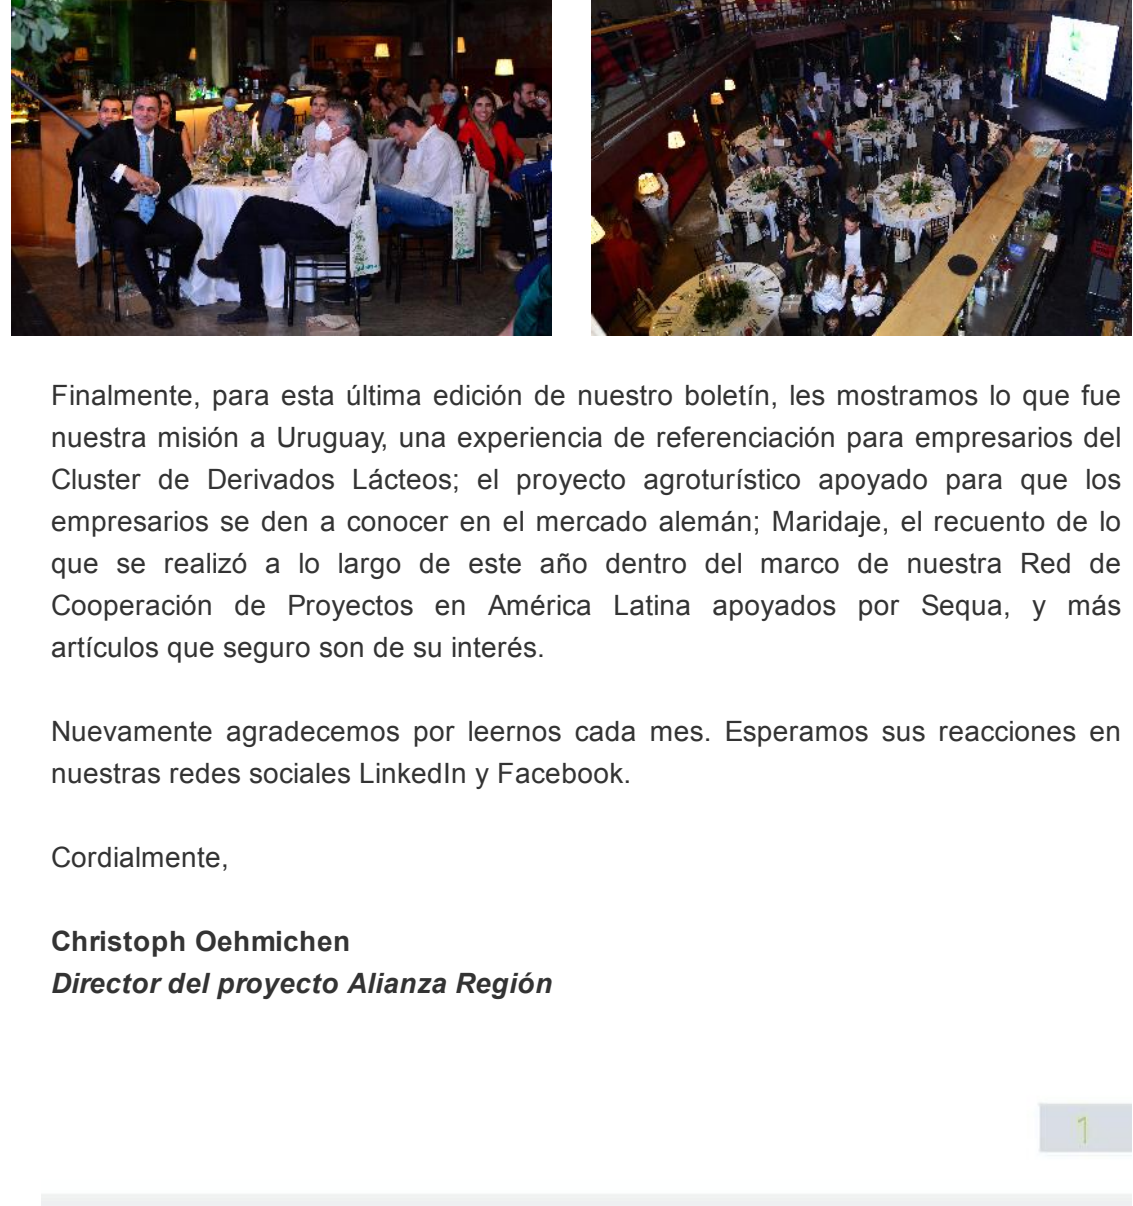 Finalmente, para esta última edición de nuestro boletín, les mostramos lo que fue
nuestra misión a Uruguay, una experiencia de referenciación para empresarios del
Cluster de Derivados Lácteos; el proyecto agroturístico apoyado para que los
empresarios se den a conocer en el mercado alemán; Maridaje, el recuento de lo
que se realizó a lo largo de este año dentro del marco de nuestra Red de
Cooperación de Proyectos en América Latina apoyados por Sequa, y más
artículos que seguro son de su interés.
Nuevamente agradecemos por leernos cada mes. Esperamos sus reacciones en
nuestras redes sociales LinkedIn y Facebook.
Cordialmente,
Christoph Oehmichen
Director del proyecto Alianza Región
1